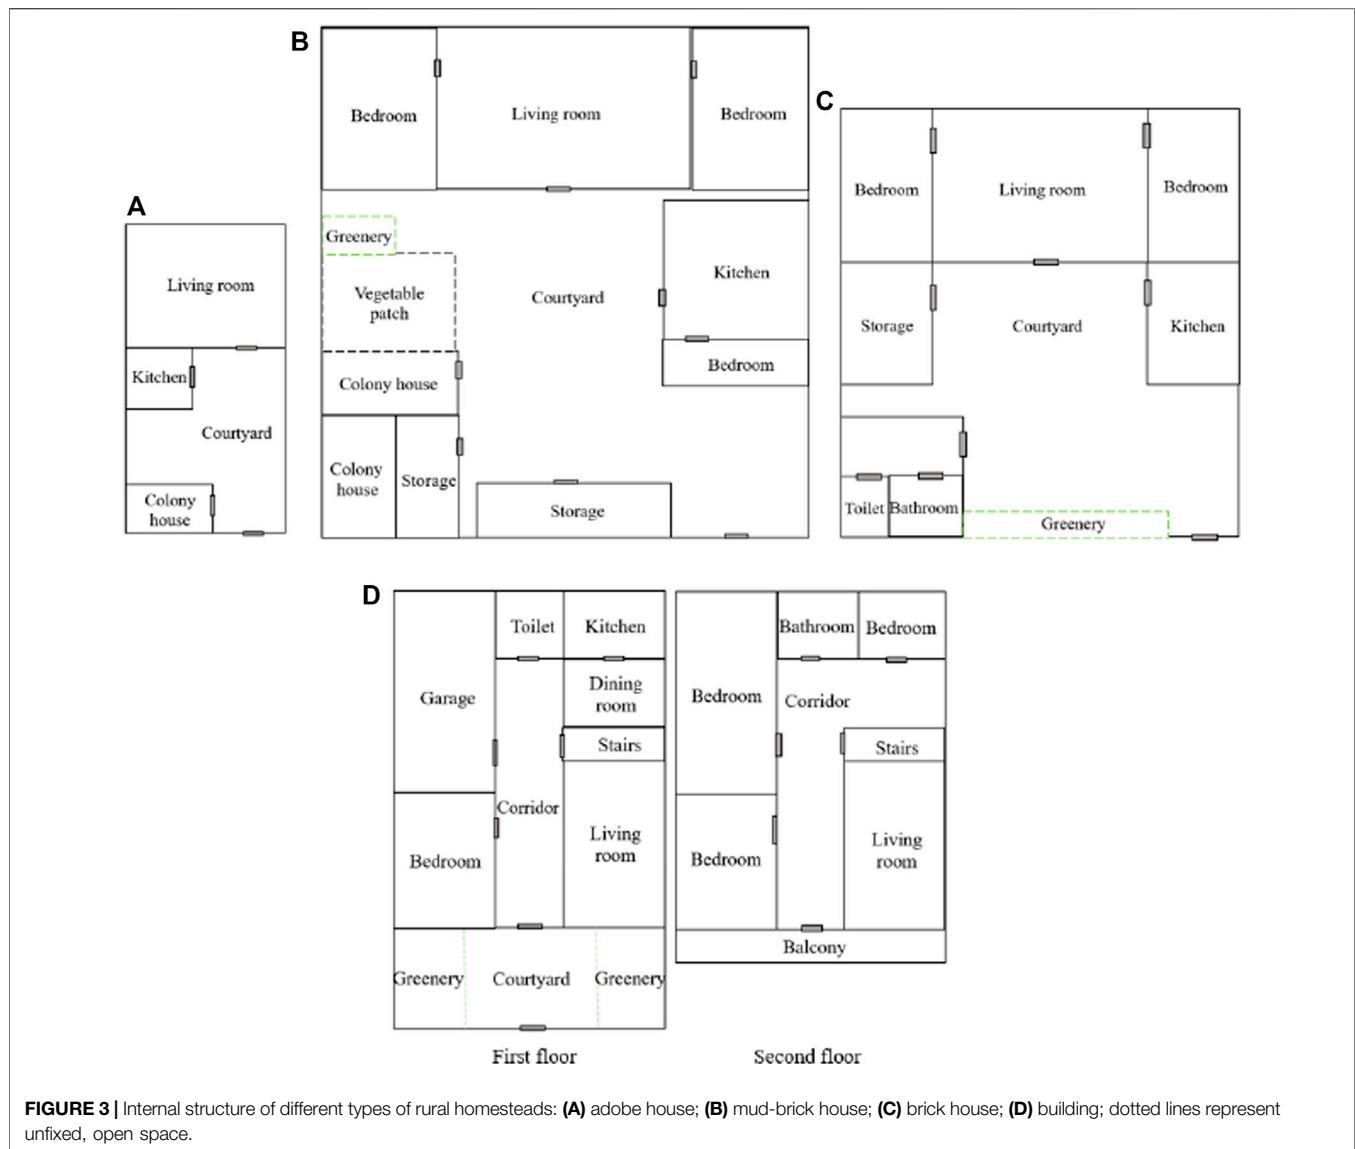 A
Living room
Kitchen
Courtyard
Colony
house
B
Bedroom
Living room
Bedroom
Greenery
Vegetable
patch
Courtyard
Kitchen
Bedroom
Colony house
Colony
house
Storage
Storage
C
Bedroom
Living room
Bedroom
Storage
Courtyard
Kitchen
Toilet
Bathroom
Greenery
D
Garage
Toilet
Kitchen
Dining
room
Stairs
Corridor
Bedroom
Living
room
Greenery
Courtyard
Greenery
First floor
Bedroom
Bathroom
Bedroom
Corridor
Stairs
Bedroom
Living
room
Balcony
Second floor
FIGURE 3 | Internal structure of different types of rural homesteads: (A) adobe house; (B) mud-brick house; (C) brick house; (D) building; dotted lines represent
unfixed, open space.